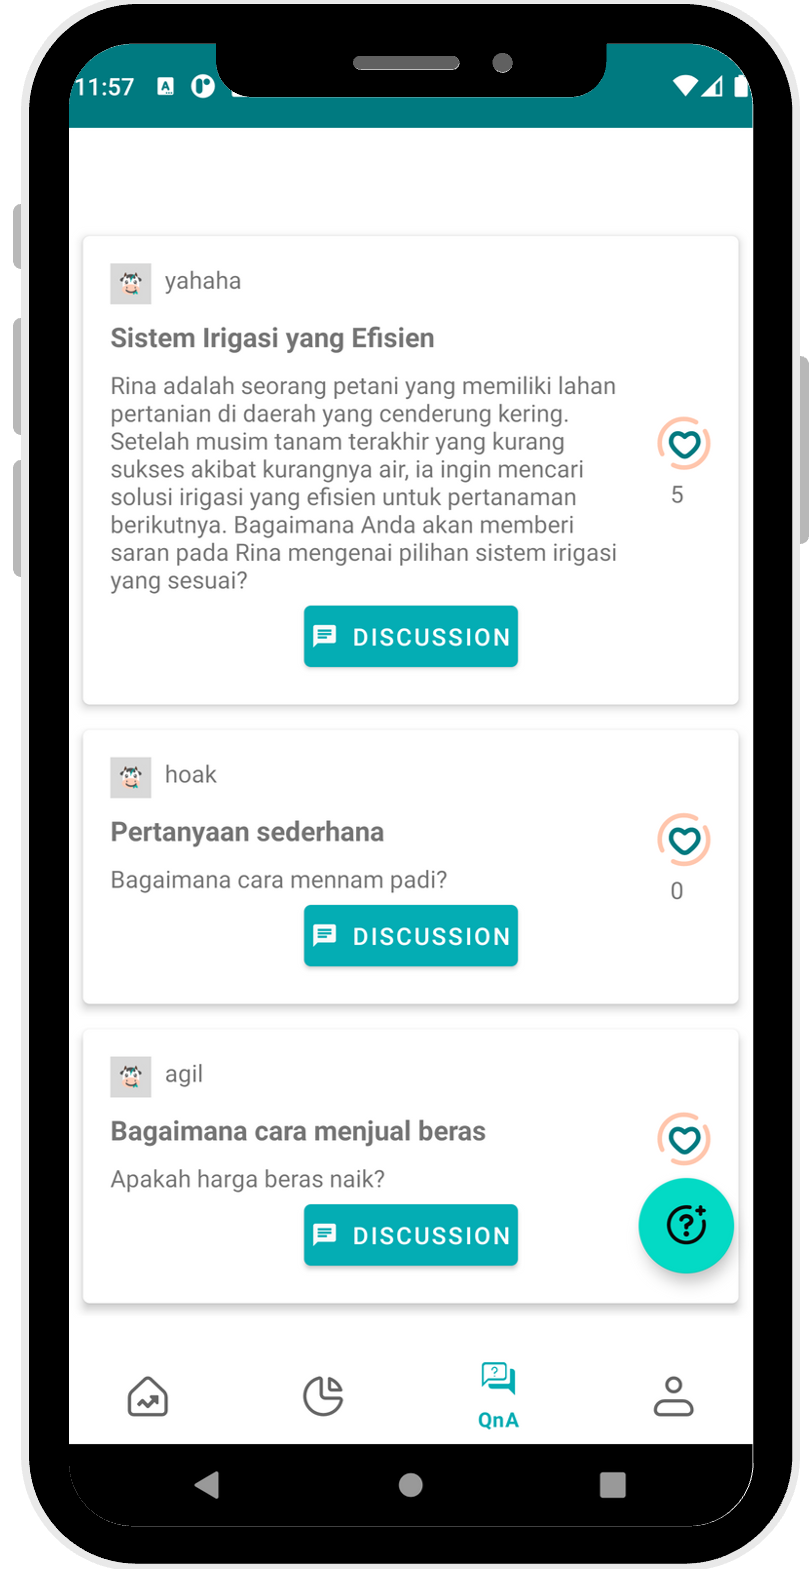 11:57
yahaha
Sistem Irigasi yang Efisien
Rina adalah seorang petani yang memiliki lahan
pertanian di daerah yang cenderung kering.
Setelah musim tanam terakhir yang kurang
sukses akibat kurangnya air, ia ingin mencari
solusi irigasi yang efisien untuk pertanaman
berikutnya. Bagaimana Anda akan memberi
saran pada Rina mengenai pilihan sistem irigasi
yang sesuai?
5
DISCUSSION
hoak
Pertanyaan sederhana
Bagaimana cara mennam padi?
0
DISCUSSION
agil
Bagaimana cara menjual beras
Apakah harga beras naik?
DISCUSSION
QnA